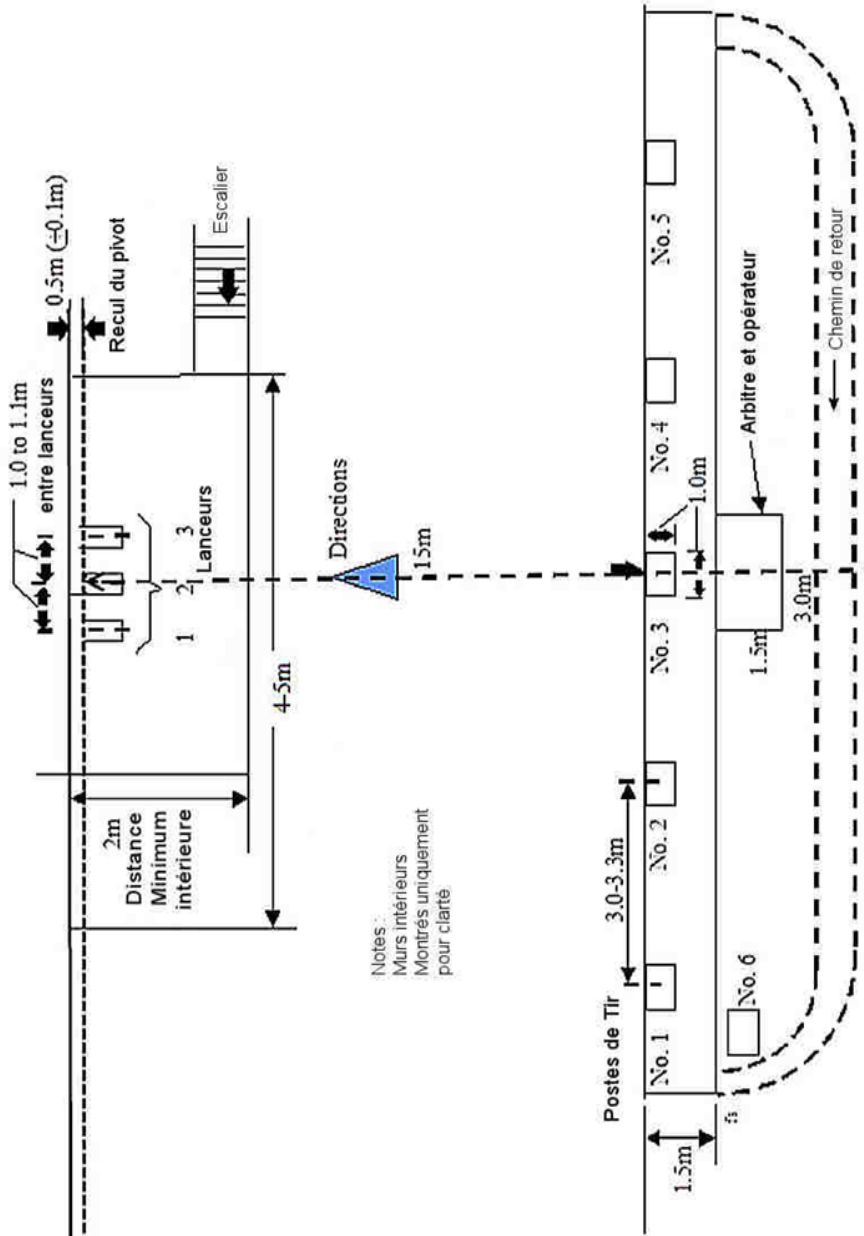 1.0 to 1.1m
entre lanceurs
0.5m (±0.1m)
Recul du pivot
Escalier
1
2
3
Lanceurs
2m
Distance
Minimum
intérieure
4-5m
Directions
15m
Notes :
Murs intérieurs
Montrés uniquement
pour clarté
Postes de Tir
No. 1
No. 2
No. 3
No. 4
No. 5
No. 6
3.0-3.3m
1.0m
1.5m
1.5m
3.0m
Arbitre et opérateur
Chemin de retour